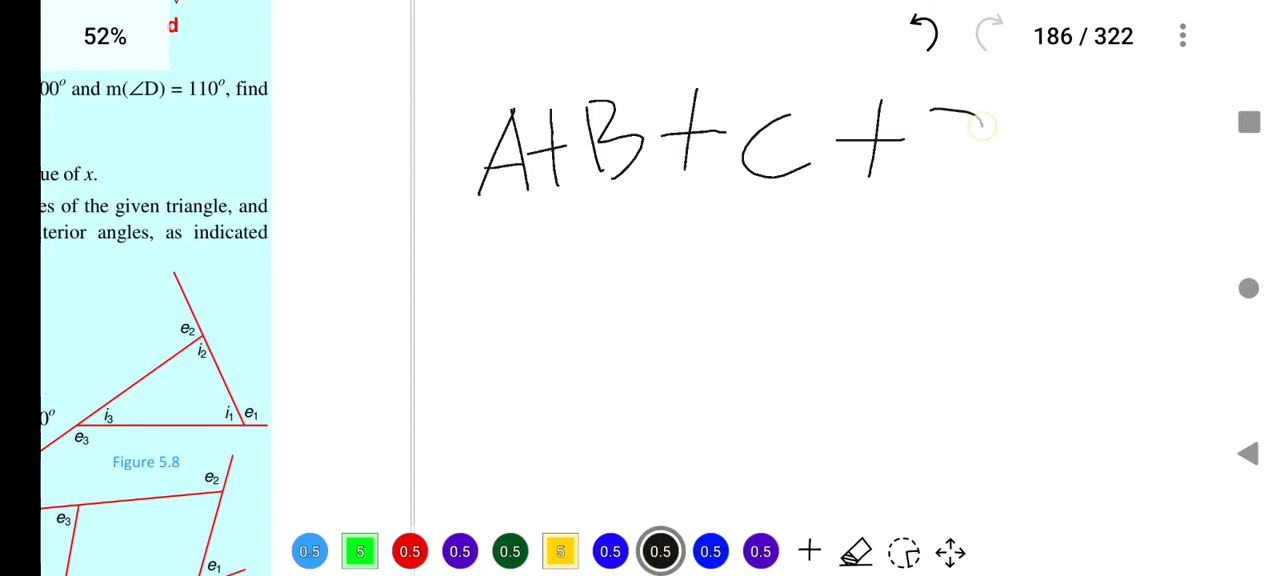 d
52%
186 / 322
00° and m(∠D) = 110°, find
A+B+C+
ue of x.
es of the given triangle, and
terior angles, as indicated
e2
i2
i3
i1 e1
0°
e3
Figure 5.8
e2
e3
e1
0.5 5 0.5 0.5 0.5 5 0.5 0.5 0.5 0.5 +